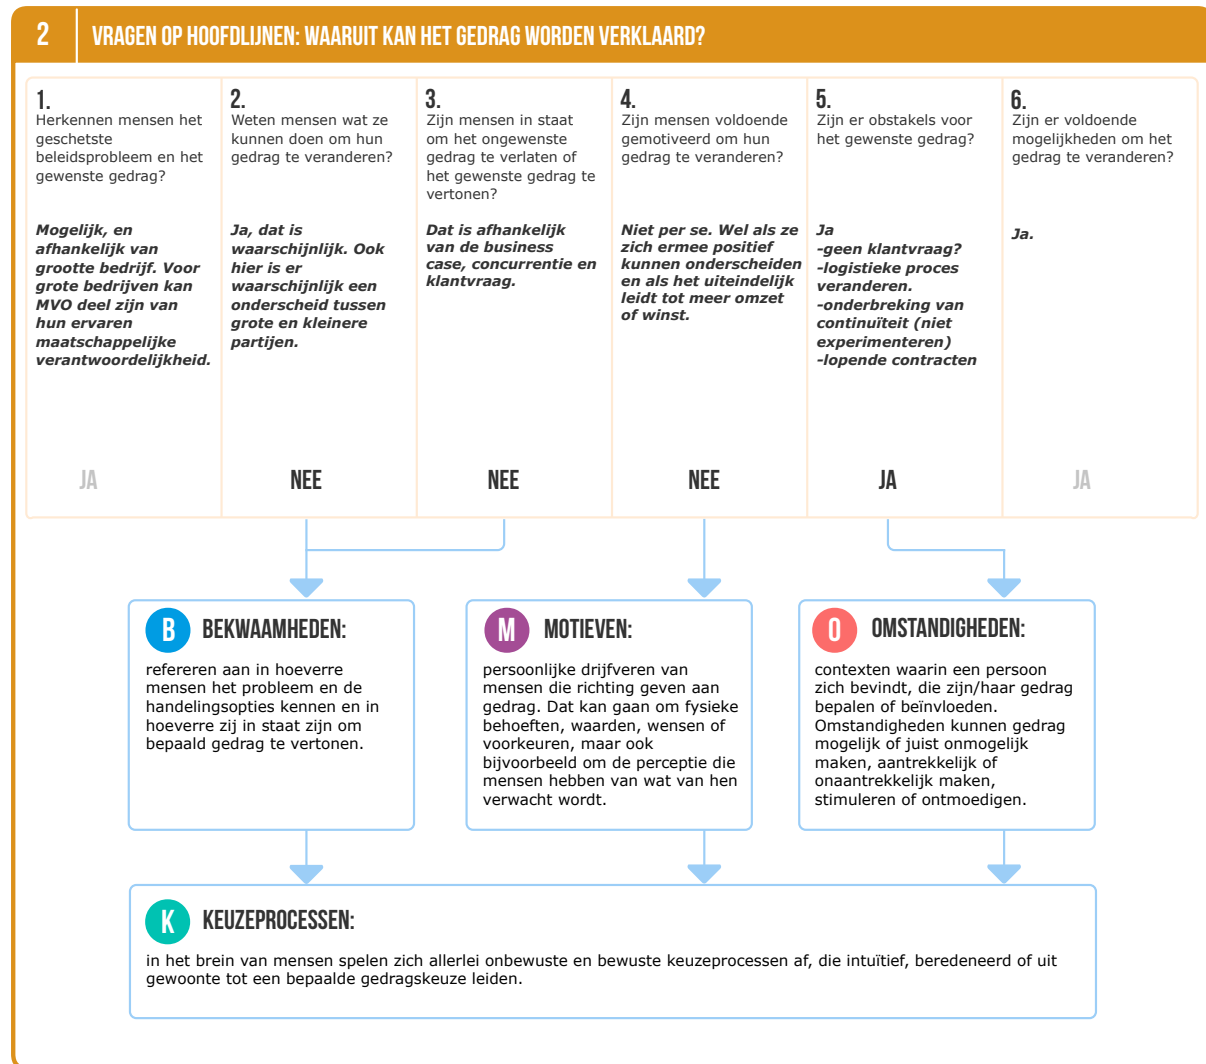 2 VRAGEN OP HOOFDLIJNEN: WAARUIT KAN HET GEDRAG WORDEN VERKLAARD?
1.
Herkennen mensen het
geschetste
beleidsprobleem en het
gewenste gedrag?
Mogelijk, en
afhankelijk van
grootte bedrijf. Voor
grote bedrijven kan
MVO deel zijn van
hun ervaren
maatschappelijke
verantwoordelijkheid.
JA
2.
Weten mensen wat ze
kunnen doen om hun
gedrag te veranderen?
Ja, dat is
waarschijnlijk. Ook
hier is er
waarschijnlijk een
onderscheid tussen
grote en kleinere
partijen.
NEE
3.
Zijn mensen in staat
om het ongewenste
gedrag te verlaten of
het gewenste gedrag te
vertonen?
Dat is afhankelijk
van de business
case, concurrentie en
klantvraag.
NEE
4.
Zijn mensen voldoende
gemotiveerd om hun
gedrag te veranderen?
Niet per se. Wel als ze
zich ermee positief
kunnen onderscheiden
en als het uiteindelijk
leidt tot meer omzet
of winst.
NEE
5.
Zijn er obstakels voor
het gewenste gedrag?
Ja
-geen klantvraag?
-logistieke proces
veranderen.
-onderbreking van
continuïteit (niet
experimenteren)
-lopende contracten
JA
6.
Zijn er voldoende
mogelijkheden om het
gedrag te veranderen?
Ja.
JA
B BEKWAAMHEDEN:
refereren aan in hoeverre
mensen het probleem en de
handelingsopties kennen en in
hoeverre zij in staat zijn om
bepaald gedrag te vertonen.
M MOTIEVEN:
persoonlijke drijfveren van
mensen die richting geven aan
gedrag. Dat kan gaan om fysieke
behoeften, waarden, wensen of
voorkeuren, maar ook
bijvoorbeeld om de perceptie die
mensen hebben van wat van hen
verwacht wordt.
O OMSTANDIGHEDEN:
contexten waarin een persoon
zich bevindt, die zijn/haar gedrag
bepalen of beïnvloeden.
Omstandigheden kunnen gedrag
mogelijk of juist onmogelijk
maken, aantrekkelijk of
onaantrekkelijk maken,
stimuleren of ontmoedigen.
K KEUZEPROCESSEN:
in het brein van mensen spelen zich allerlei onbewuste en bewuste keuzeprocessen af, die intuïtief, beredeneerd of uit
gewoonte tot een bepaalde gedragskeuze leiden.